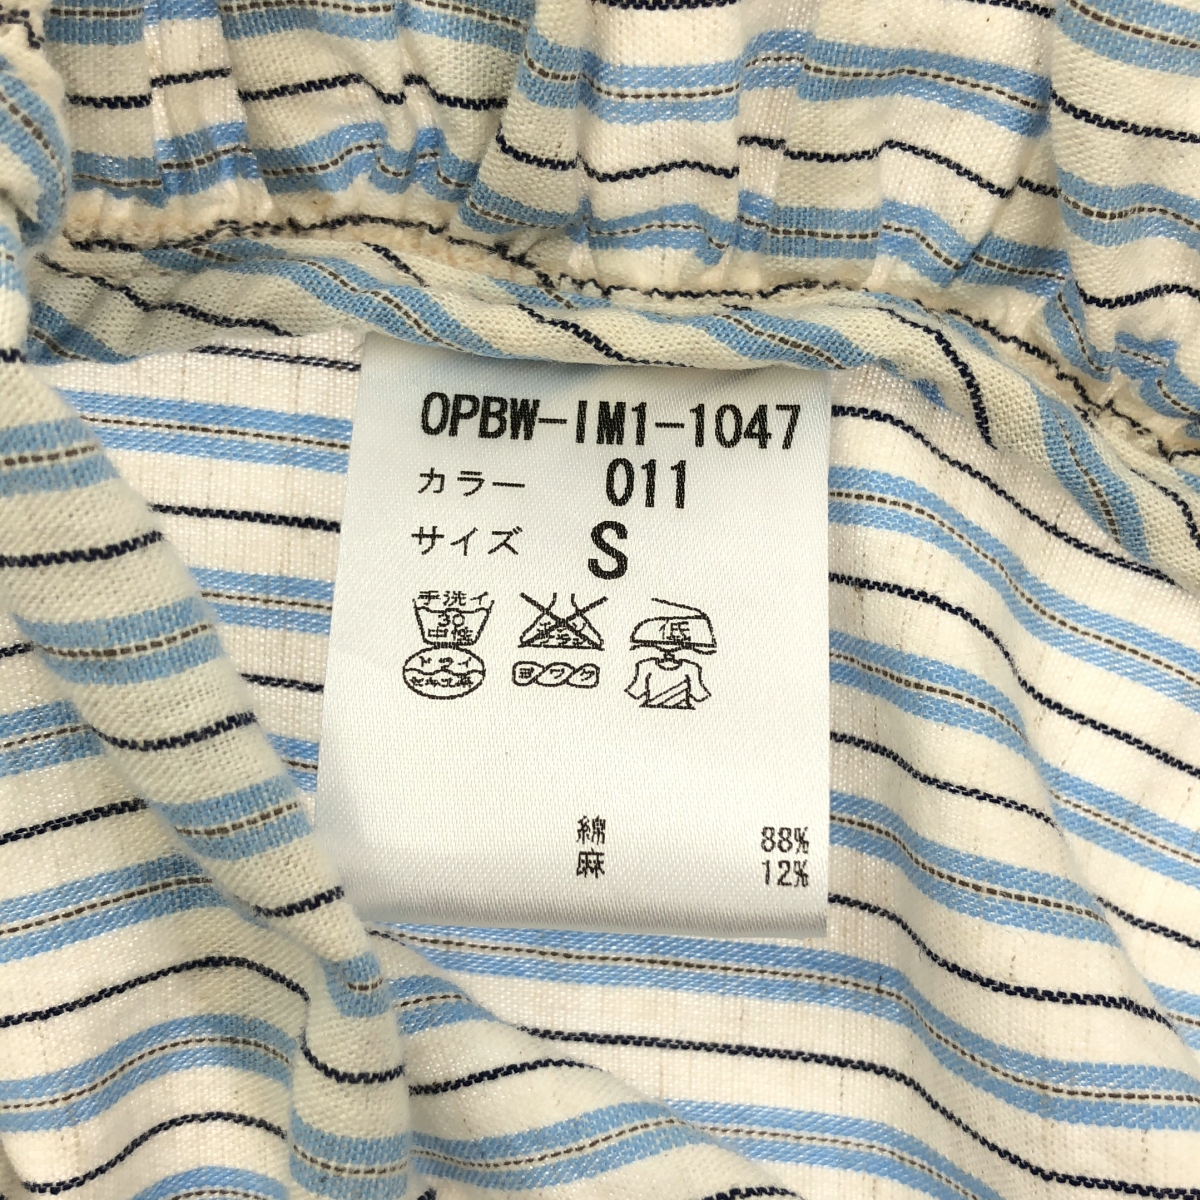 OPBW-IM1-1047
カラー 011
サイズ S
手洗イ
30
中性
低
ドライ
セキユ系
ヨワク
綿 88%
麻 12%